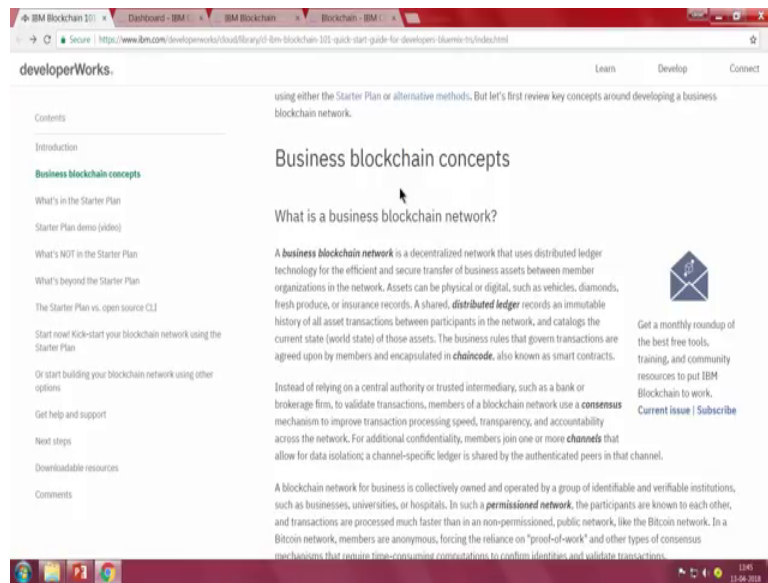 IBM Blockchain 101
Dashboard - IBM
IBM Blockchain
Blockchain - IBM
Secure
https://www.ibm.com/developerworks/cloud/library/cl-ibm-blockchain-101-quick-start-guide-for-developers-bluemix-trs/index.html
developerWorks.
Learn
Develop
Connect
Contents
Introduction
Business blockchain concepts
What's in the Starter Plan
Starter Plan demo (video)
What's NOT in the Starter Plan
What's beyond the Starter Plan
The Starter Plan vs. open source CLI
Start now! Kick-start your blockchain network using the
Starter Plan
Or start building your blockchain network using other
options
Get help and support
Next steps
Downloadable resources
Comments
using either the Starter Plan or alternative methods. But let's first review key concepts around developing a business
blockchain network.
Business blockchain concepts
What is a business blockchain network?
A business blockchain network is a decentralized network that uses distributed ledger
technology for the efficient and secure transfer of business assets between member
organizations in the network. Assets can be physical or digital, such as vehicles, diamonds,
fresh produce, or insurance records. A shared, distributed ledger records an immutable
history of all asset transactions between participants in the network, and catalogs the
current state (world state) of those assets. The business rules that govern transactions are
agreed upon by members and encapsulated in chaincode, also known as smart contracts.
Instead of relying on a central authority or trusted intermediary, such as a bank or
brokerage firm, to validate transactions, members of a blockchain network use a consensus
mechanism to improve transaction processing speed, transparency, and accountability
across the network. For additional confidentiality, members join one or more channels that
allow for data isolation; a channel-specific ledger is shared by the authenticated peers in that channel.
A blockchain network for business is collectively owned and operated by a group of identifiable and verifiable institutions,
such as businesses, universities, or hospitals. In such a permissioned network, the participants are known to each other,
and transactions are processed much faster than in an non-permissioned, public network, like the Bitcoin network. In a
Bitcoin network, members are anonymous, forcing the reliance on "proof-of-work" and other types of consensus
mechanisms that require time-consuming computations to confirm identities and validate transactions.
Get a monthly roundup of
the best free tools,
training, and community
resources to put IBM
Blockchain to work.
Current issue | Subscribe
13:45
13-04-2018